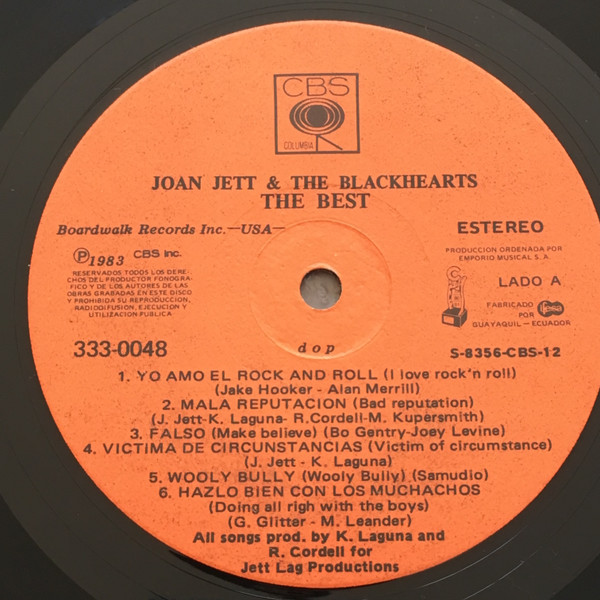 CBS
COLUMBIA
JOAN JETT & THE BLACKHEARTS
THE BEST
Boardwalk Records Inc.—USA—
ESTEREO
℗1983 CBS Inc.
RESERVADOS TODOS LOS DERE-
CHOS DEL PRODUCTOR FONOGRA-
FICO Y DE LOS AUTORES DE LAS
OBRAS GRABADAS EN ESTE DISCO
Y PROHIBIDA SU REPRODUCCION,
RADIODIFUSION, EJECUCION Y
UTILIZACION PUBLICA
PRODUCCION ORDENADA POR
EMPORIO MUSICAL S.A.
LADO A
FABRICADO
POR
GUAYAQUIL – ECUADOR
333-0048
dop
S-8356-CBS-12
1. YO AMO EL ROCK AND ROLL (I love rock'n roll)
(Jake Hooker - Alan Merrill)
2. MALA REPUTACION (Bad reputation)
(J. Jett-K. Laguna- R.Cordell-M. Kupersmith)
3. FALSO (Make believe) (Bo Gentry-Joey Levine)
4. VICTIMA DE CIRCUNSTANCIAS (Victim of circumstance)
(J. Jett - K. Laguna)
5. WOOLY BULLY (Wooly Bully) (Samudio)
6. HAZLO BIEN CON LOS MUCHACHOS
(Doing all righ with the boys)
(G. Glitter - M. Leander)
All songs prod. by K. Laguna and
R. Cordell for
Jett Lag Productions